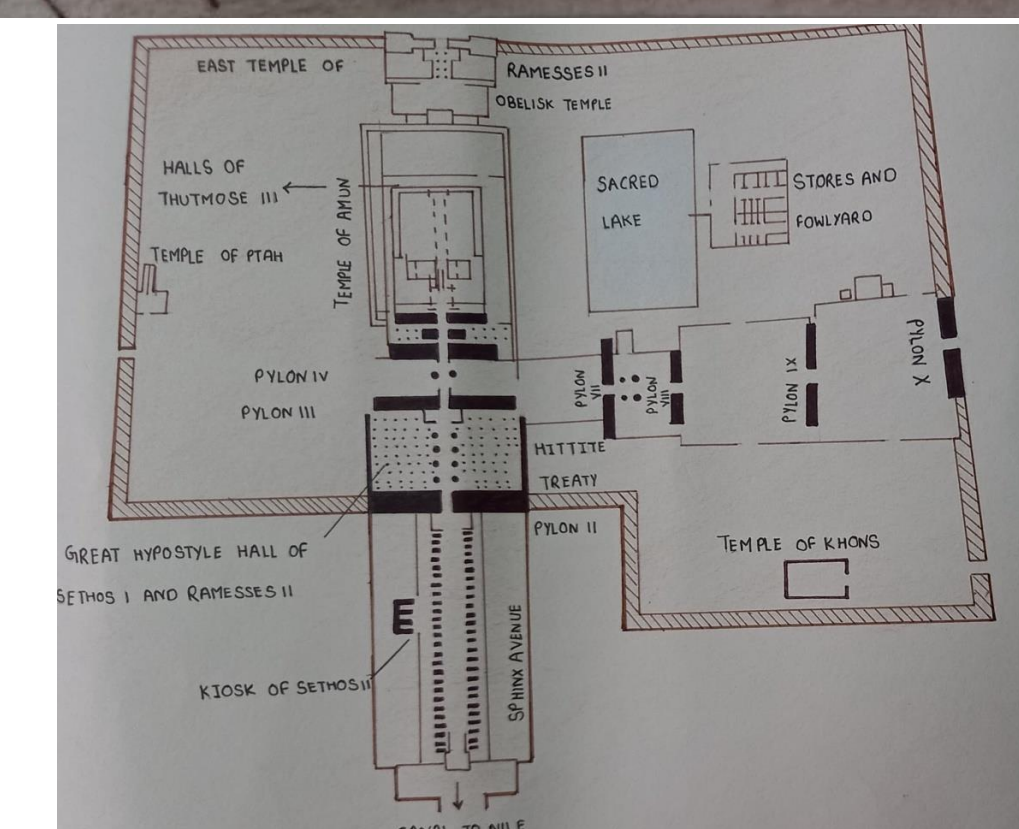 EAST TEMPLE OF
RAMESSES II
OBELISK TEMPLE
HALLS OF
THUTMOSE III
TEMPLE OF AMUN
SACRED
LAKE
STORES AND
FOWLYARD
TEMPLE OF PTAH
PYLON IV
PYLON III
PYLON
VII
PYLON
VIII
PYLON IX
PYLON X
HITTITE
TREATY
PYLON II
GREAT HYPOSTYLE HALL OF
SETHOS I AND RAMESSES II
TEMPLE OF KHONS
KIOSK OF SETHOS II
SPHINX AVENUE
TO NILE